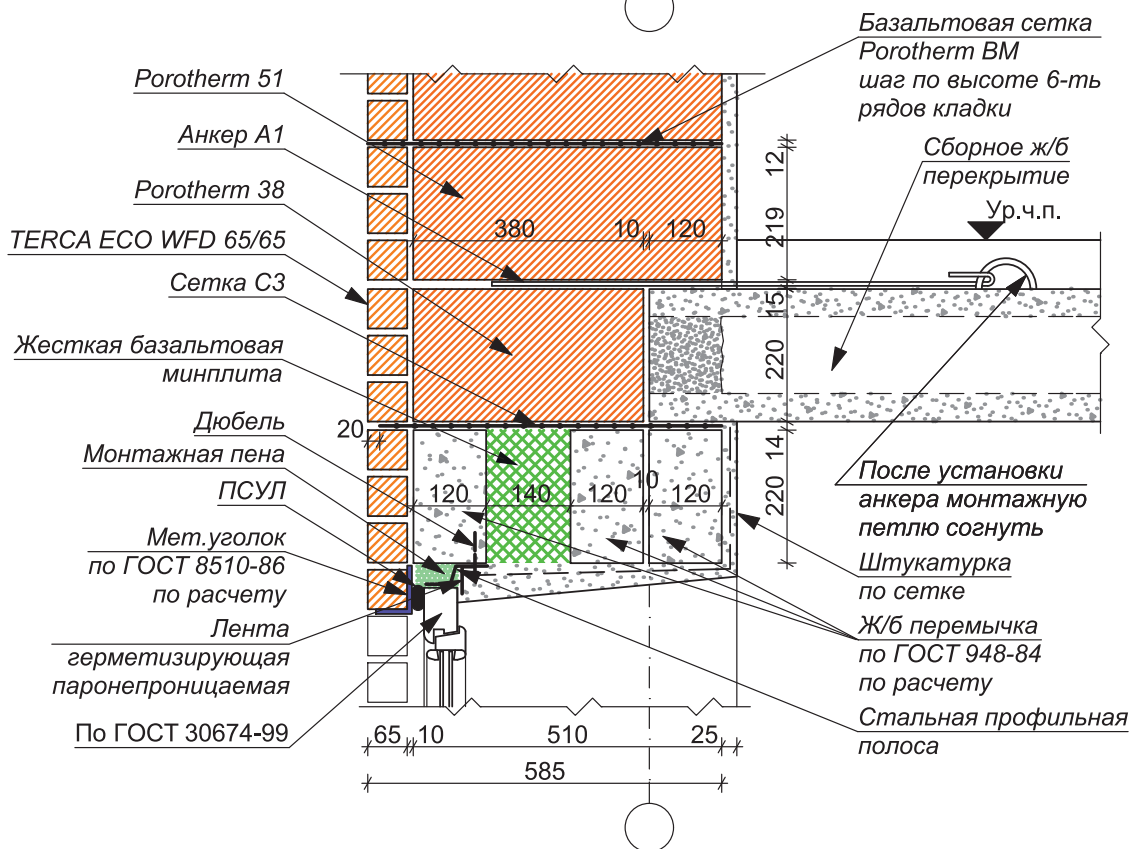 Базальтовая сетка
Porotherm BM
шаг по высоте 6-ть
рядов кладки
Porotherm 51
Анкер А1
Porotherm 38
TERCA ECO WFD 65/65
Сетка С3
Жесткая базальтовая
минплита
Дюбель
Монтажная пена
ПСУЛ
Мет.уголок
по ГОСТ 8510-86
по расчету
Лента
герметизирующая
паронепроницаемая
По ГОСТ 30674-99
Сборное ж/б
перекрытие
Ур.ч.п.
12
219
15
220
14
220
380
10
120
20
120
140
120
10
120
После установки
анкера монтажную
петлю согнуть
Штукатурка
по сетке
Ж/б перемычка
по ГОСТ 948-84
по расчету
Стальная профильная
полоса
65
10
510
25
585